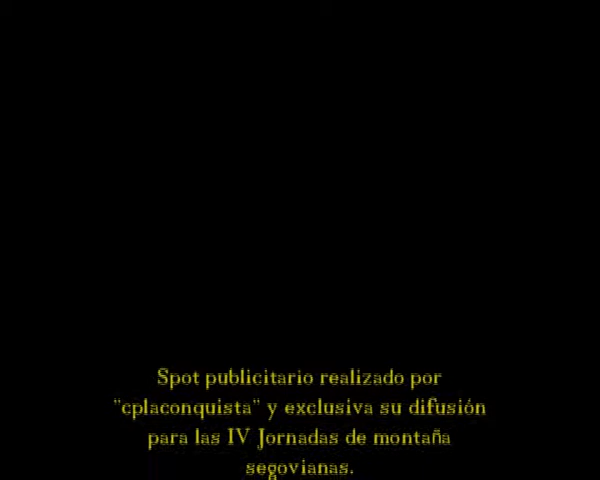 Spot publicitario realizado por
"cplaconquista" y exclusiva su difusión
para las IV Jornadas de montaña
segovianas.